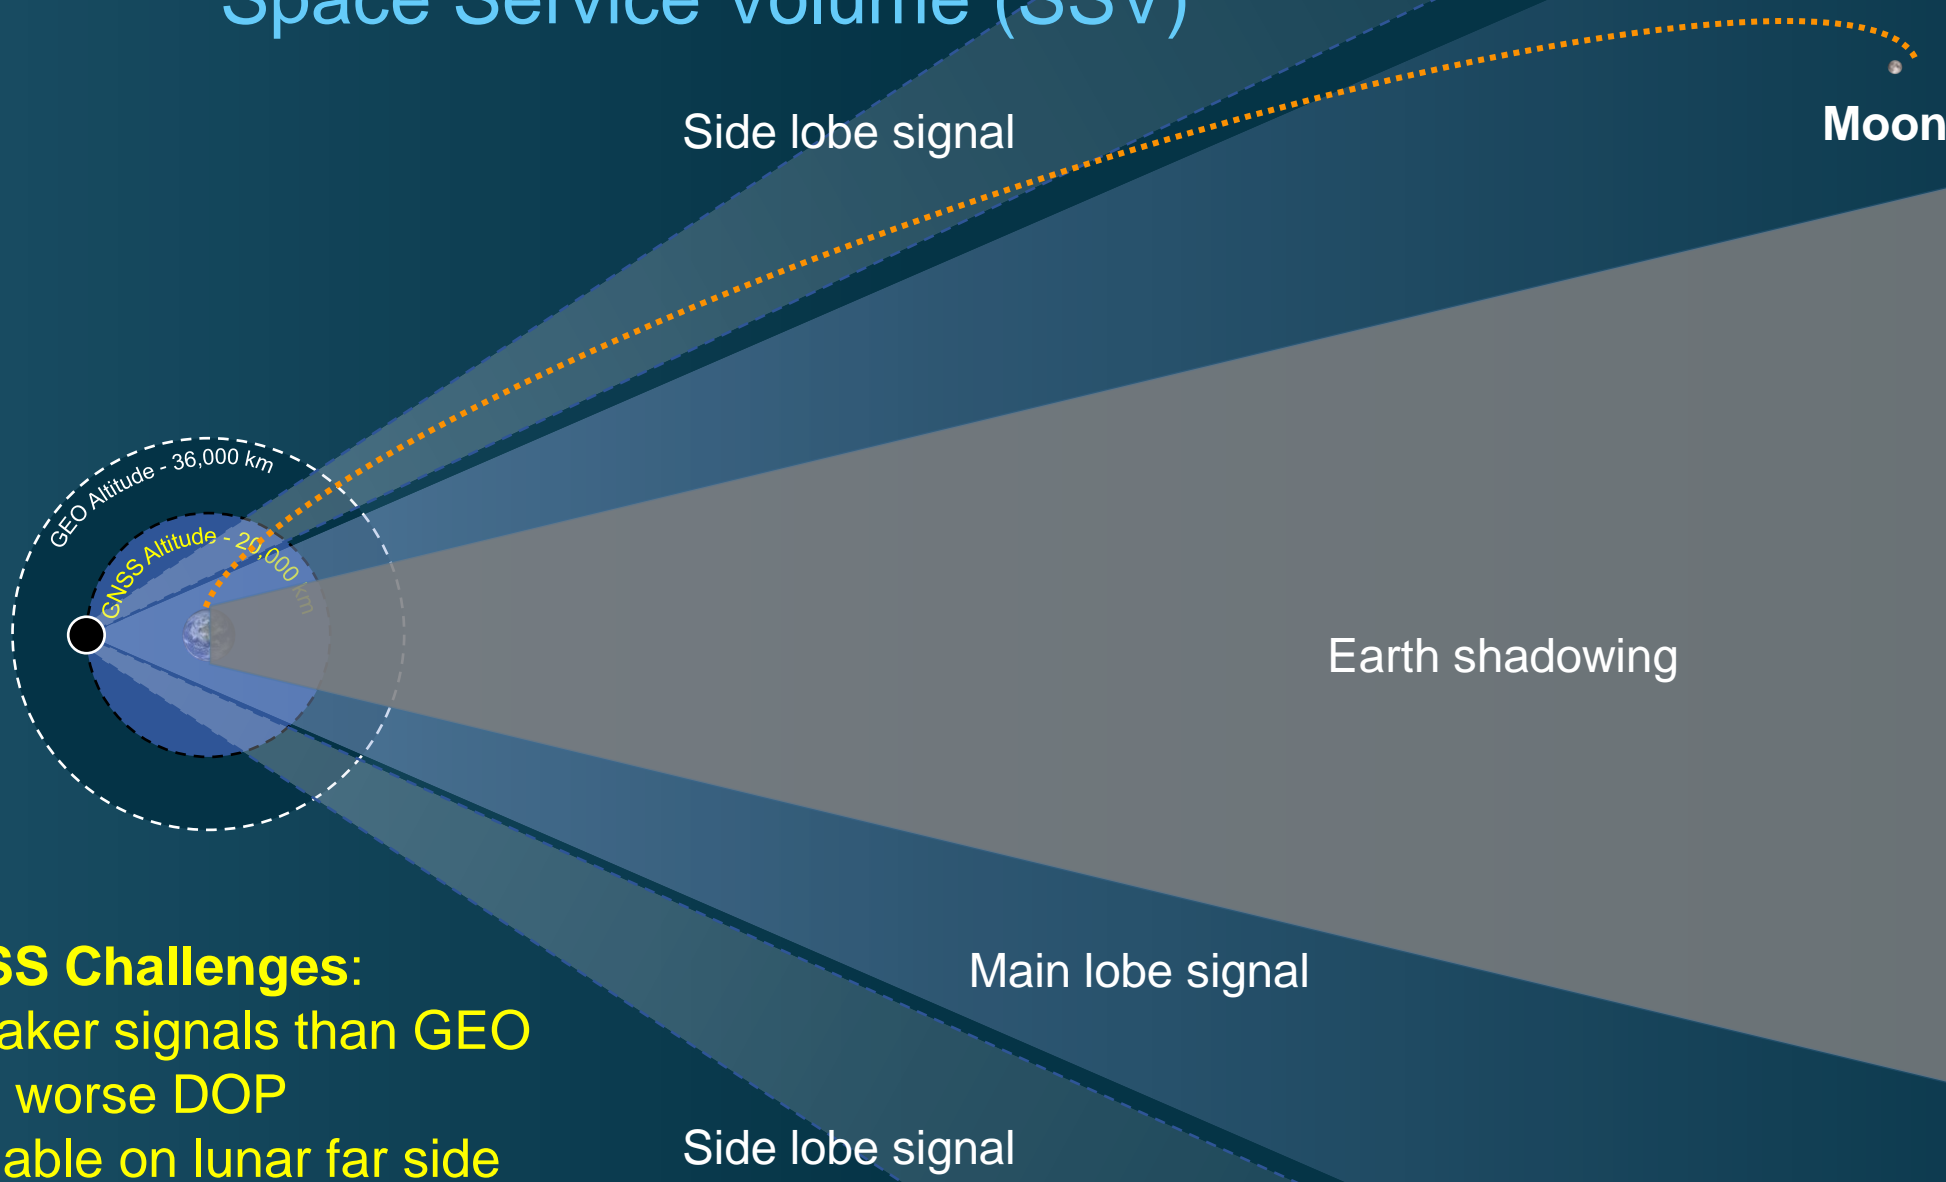 Space Service Volume (SSV)
Side lobe signal
Moon
GEO Altitude - 36,000 km
GNSS Altitude - 20,000 km
Earth shadowing
SS Challenges:
aker signals than GEO
worse DOP
able on lunar far side
Main lobe signal
Side lobe signal